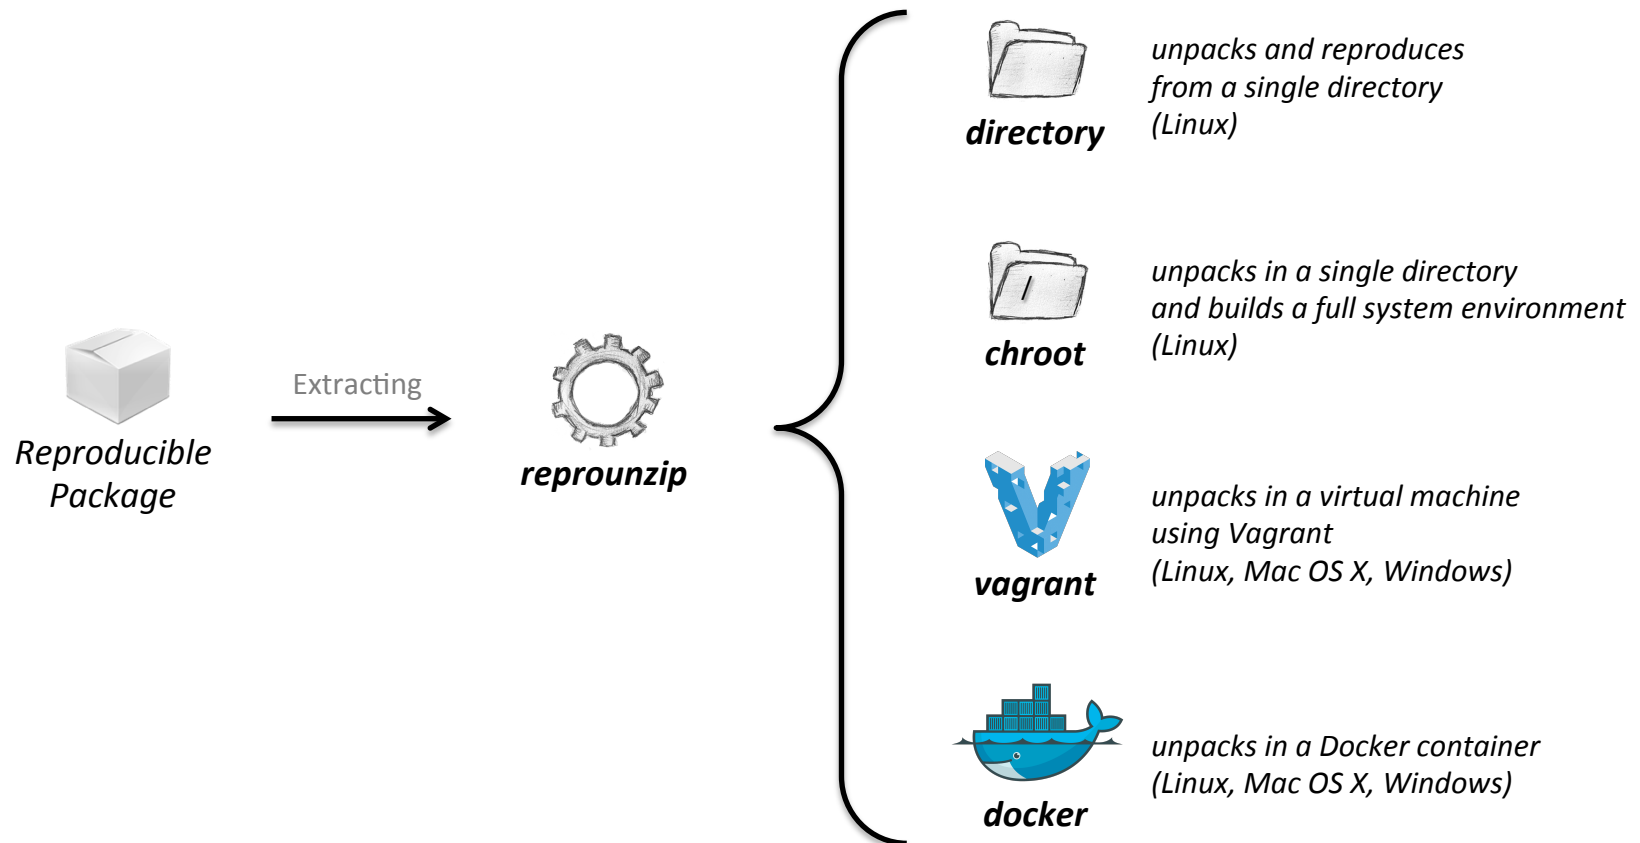 Reproducible
Package
Extracting
reprounzip
directory
unpacks and reproduces
from a single directory
(Linux)
/
chroot
unpacks in a single directory
and builds a full system environment
(Linux)
vagrant
unpacks in a virtual machine
using Vagrant
(Linux, Mac OS X, Windows)
docker
unpacks in a Docker container
(Linux, Mac OS X, Windows)